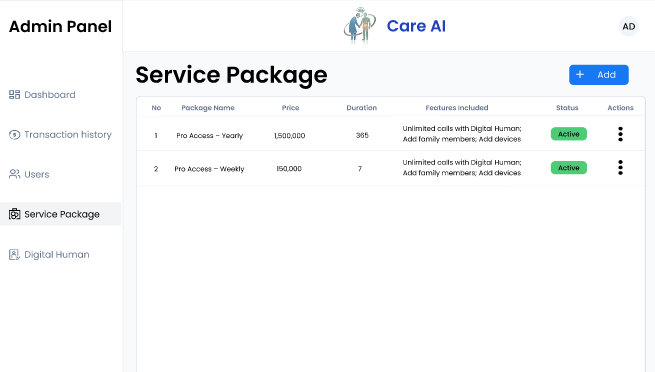 Admin Panel
Care AI
AD
Dashboard
Transaction history
Users
Service Package
Digital Human
Service Package
+ Add
No Package Name Price Duration Features Included Status Actions
1 Pro Access – Yearly 1,500,000 365 Unlimited calls with Digital Human; Active
Add family members; Add devices
2 Pro Access – Weekly 150,000 7 Unlimited calls with Digital Human; Active
Add family members; Add devices